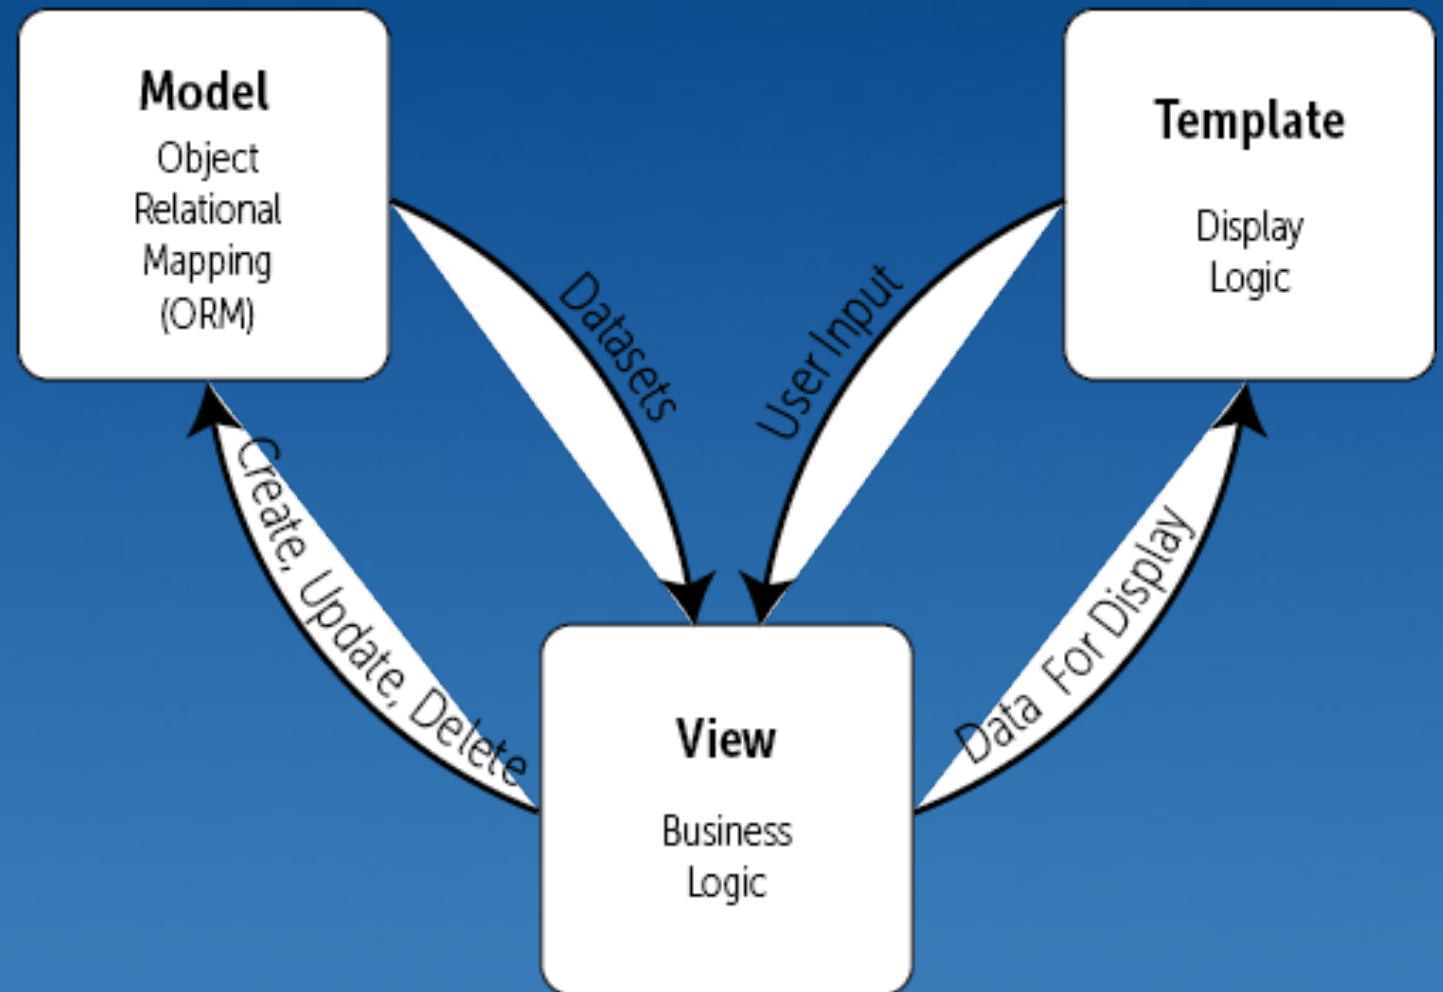 Model
Object
Relational
Mapping
(ORM)
Template
Display
Logic
Datasets
User Input
Create, Update, Delete
Data For Display
View
Business
Logic